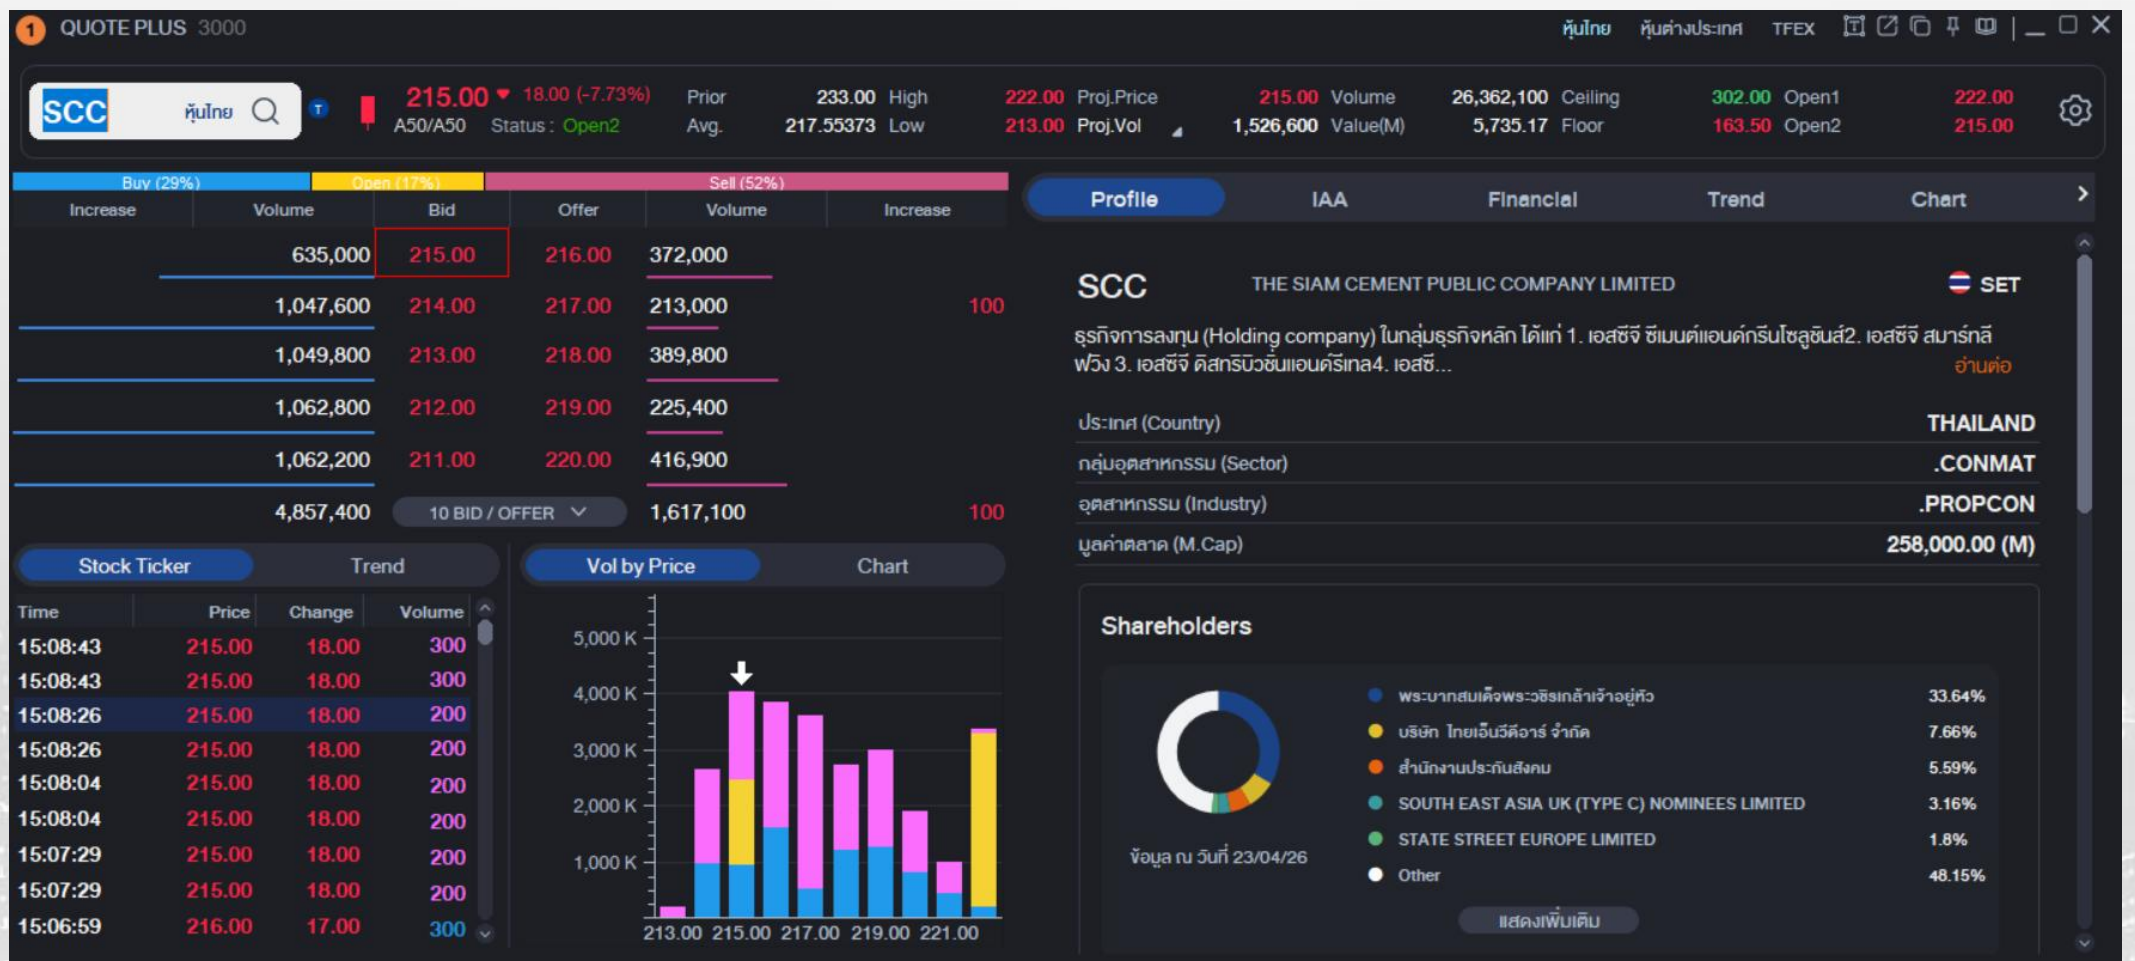 1 QUOTE PLUS 3000 หุ้นไทย หุ้นต่างประเทศ TFEX
SCC หุ้นไทย T 215.00 18.00 (-7.73%) Prior 233.00 High 222.00 Proj.Price 215.00 Volume 26,362,100 Ceiling 302.00 Open1 222.00
A50/A50 Status : Open2 Avg. 217.55373 Low 213.00 Proj.Vol 1,526,600 Value(M) 5,735.17 Floor 163.50 Open2 215.00
Buy (29%) Open (17%) Sell (52%)
Increase Volume Bid Offer Volume Increase
635,000 215.00 216.00 372,000
1,047,600 214.00 217.00 213,000 100
1,049,800 213.00 218.00 389,800
1,062,800 212.00 219.00 225,400
1,062,200 211.00 220.00 416,900
4,857,400 10 BID / OFFER 1,617,100 100
Stock Ticker Trend
Time Price Change Volume
15:08:43 215.00 18.00 300
15:08:43 215.00 18.00 300
15:08:26 215.00 18.00 200
15:08:26 215.00 18.00 200
15:08:04 215.00 18.00 200
15:08:04 215.00 18.00 200
15:07:29 215.00 18.00 200
15:07:29 215.00 18.00 200
15:06:59 216.00 17.00 300
Vol by Price Chart
5,000 K
4,000 K
3,000 K
2,000 K
1,000 K
213.00 215.00 217.00 219.00 221.00
Profile IAA Financial Trend Chart
SCC THE SIAM CEMENT PUBLIC COMPANY LIMITED SET
ธุรกิจการลงทุน (Holding company) ในกลุ่มธุรกิจหลัก ได้แก่ 1. เอสซีจี ซีเมนต์แอนด์กรีนโซลูชันส์2. เอสซีจี สมาร์ทลี
ฟวิง 3. เอสซีจี ดิสทริบิวชั่นแอนด์รีเทล4. เอสซี... อ่านต่อ
ประเทศ (Country) THAILAND
กลุ่มอุตสาหกรรม (Sector) .CONMAT
อุตสาหกรรม (Industry) .PROPCON
มูลค่าตลาด (M.Cap) 258,000.00 (M)
Shareholders
พระบาทสมเด็จพระวชิรเกล้าเจ้าอยู่หัว 33.64%
บริษัท ไทยเอ็นวีดีอาร์ จำกัด 7.66%
สำนักงานประกันสังคม 5.59%
SOUTH EAST ASIA UK (TYPE C) NOMINEES LIMITED 3.16%
STATE STREET EUROPE LIMITED 1.8%
Other 48.15%
ข้อมูล ณ วันที่ 23/04/26
แสดงเพิ่มเติม